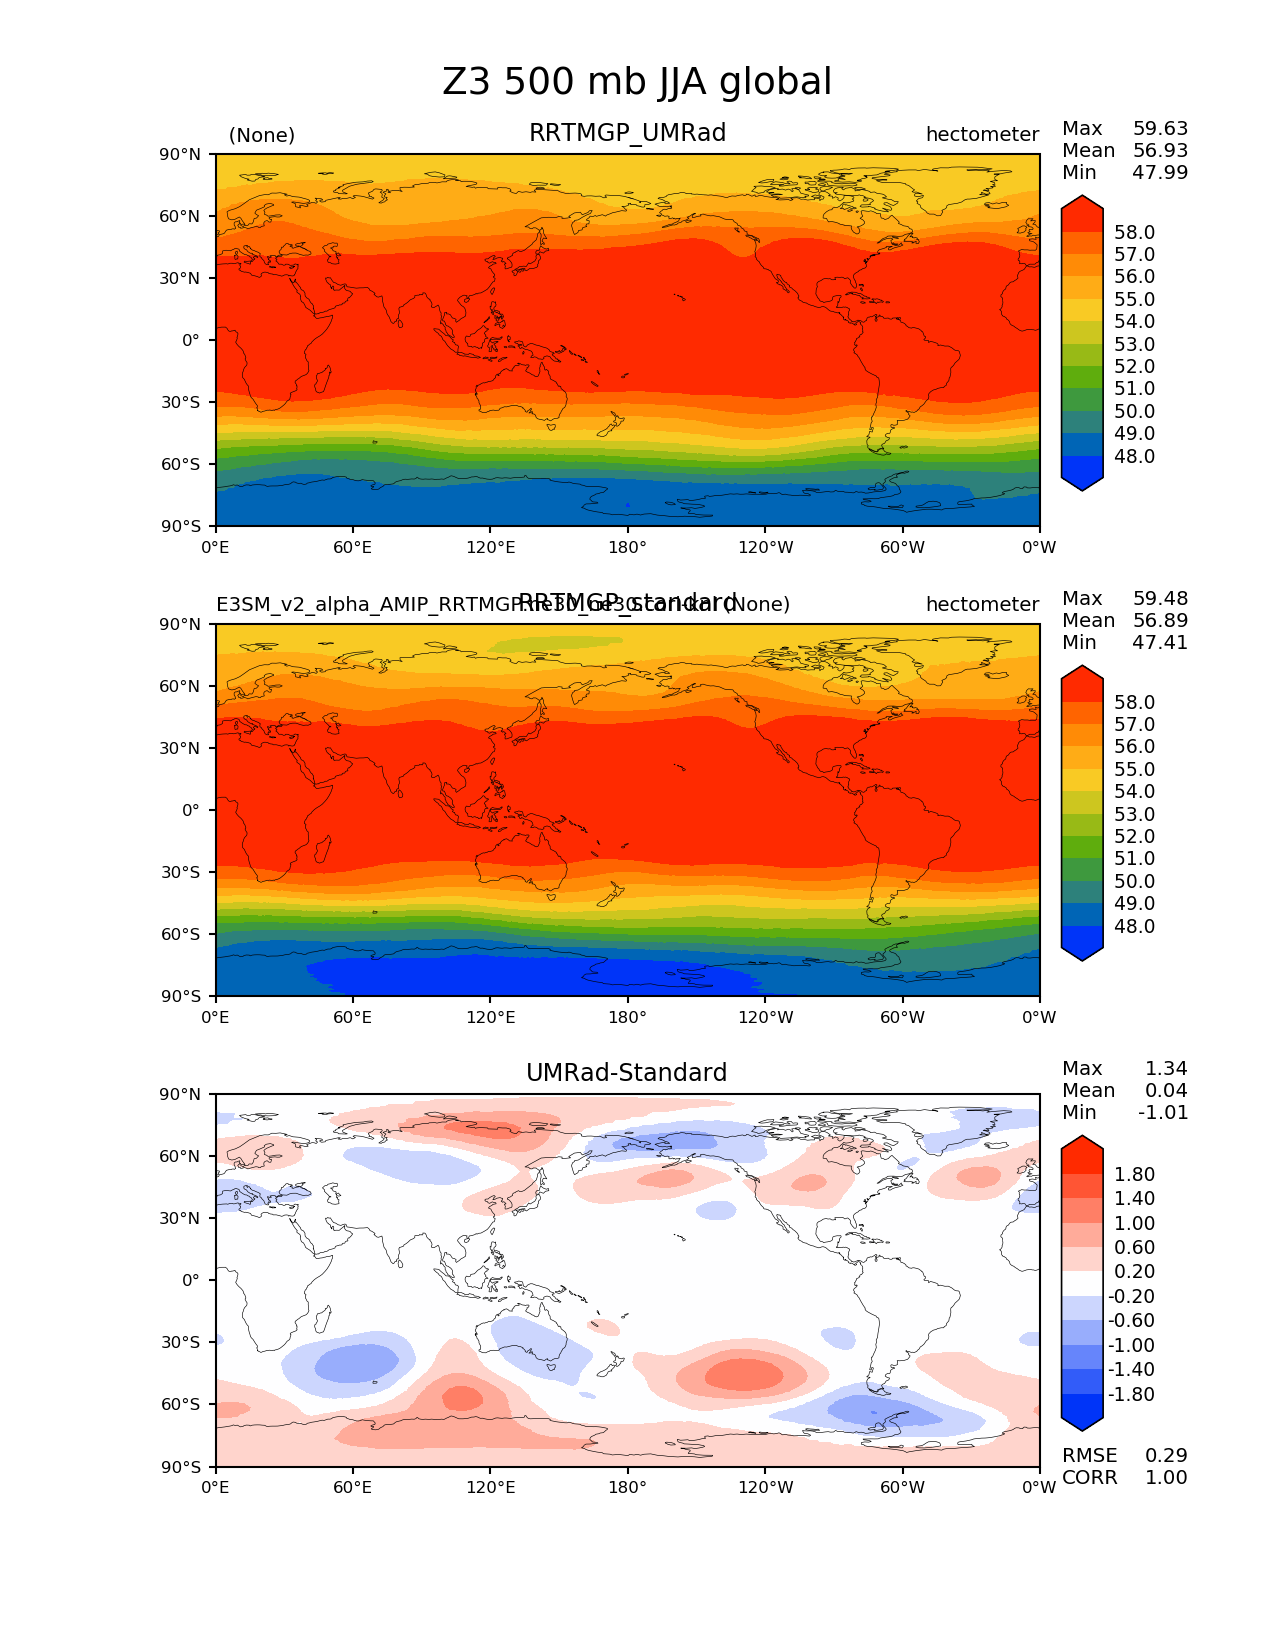 Z3 500 mb JJA global
(None)
RRTMGP_UMRad
hectometer
Max 59.63
Mean 56.93
Min 47.99
90°N
60°N
30°N
0°
30°S
60°S
90°S
0°E 60°E 120°E 180° 120°W 60°W 0°W
58.0
57.0
56.0
55.0
54.0
53.0
52.0
51.0
50.0
49.0
48.0
E3SM_v2_alpha_AMIP_RRTMGP (None)
RRTMGP_standard
hectometer
Max 59.48
Mean 56.89
Min 47.41
90°N
60°N
30°N
0°
30°S
60°S
90°S
0°E 60°E 120°E 180° 120°W 60°W 0°W
58.0
57.0
56.0
55.0
54.0
53.0
52.0
51.0
50.0
49.0
48.0
UMRad-Standard
Max 1.34
Mean 0.04
Min -1.01
90°N
60°N
30°N
0°
30°S
60°S
90°S
0°E 60°E 120°E 180° 120°W 60°W 0°W
1.80
1.40
1.00
0.60
0.20
-0.20
-0.60
-1.00
-1.40
-1.80
RMSE 0.29
CORR 1.00